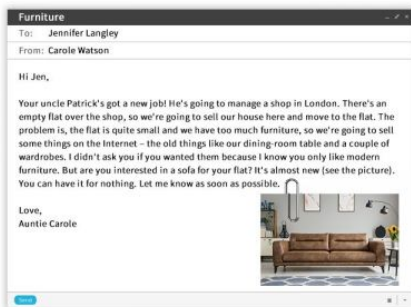 Furniture
To: Jennifer Langley
From: Carole Watson
Hi Jen,
Your uncle Patrick's got a new job! He's going to manage a shop in London. There's an
empty flat over the shop, so we're going to sell our house here and move to the flat. The
problem is, the flat is quite small and we have too much furniture, so we're going to sell
some things on the Internet – the old things like our dining-room table and a couple of
wardrobes. I didn't ask you if you wanted them because I know you only like modern
furniture. But are you interested in a sofa for your flat? It's almost new (see the picture).
You can have it for nothing. Let me know as soon as possible.
Love,
Auntie Carole
Send